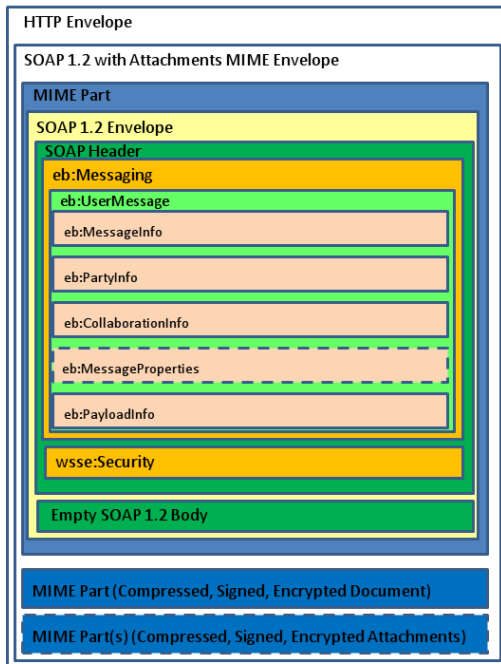 HTTP Envelope
SOAP 1.2 with Attachments MIME Envelope
MIME Part
SOAP 1.2 Envelope
SOAP Header
eb:Messaging
eb:UserMessage
eb:MessageInfo
eb:PartyInfo
eb:CollaborationInfo
eb:MessageProperties
eb:PayloadInfo
wsse:Security
Empty SOAP 1.2 Body
MIME Part (Compressed, Signed, Encrypted Document)
MIME Part(s) (Compressed, Signed, Encrypted Attachments)